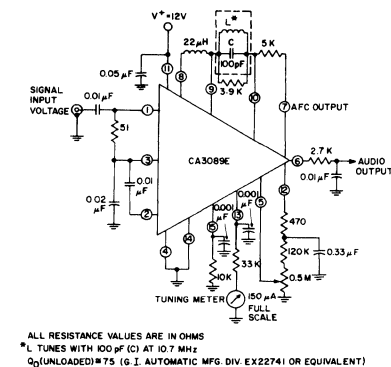 V⁺=12V
L*
C
100pF
22μH
5K
0.05μF
3.9K
11
8
9
10
7
AFC OUTPUT
SIGNAL
INPUT
VOLTAGE
0.01μF
1
51
3
CA3089E
6
2.7K
AUDIO
OUTPUT
0.01μF
0.01
μF
0.02
μF
2
0.001
μF
0.001
μF
12
470
4
14
15
13
5
120K
0.33μF
10K
33K
0.5M
TUNING METER
150μA
FULL
SCALE
ALL RESISTANCE VALUES ARE IN OHMS
*L TUNES WITH 100 pF (C) AT 10.7 MHz
QO(UNLOADED)≅75 (G.I. AUTOMATIC MFG. DIV. EX22741 OR EQUIVALENT)